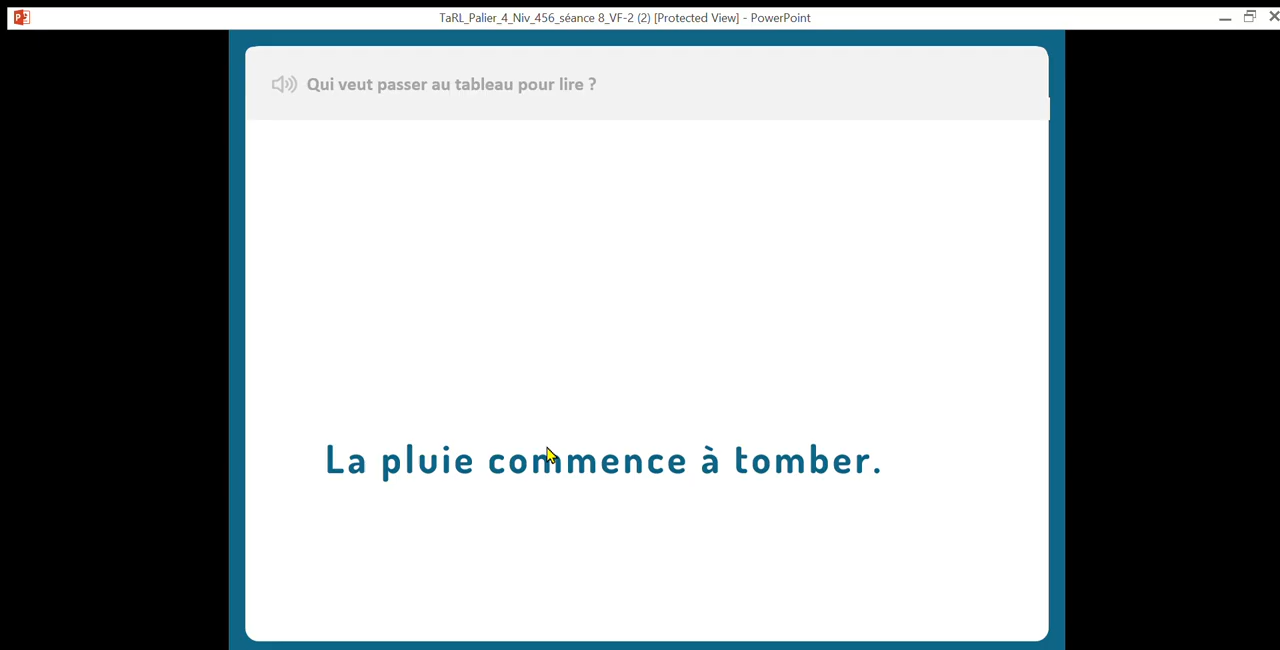 TaRL_Palier_4_Niv_456_séance 8_VF-2 (2) [Protected View] - PowerPoint
Qui veut passer au tableau pour lire ?
La pluie commence à tomber.